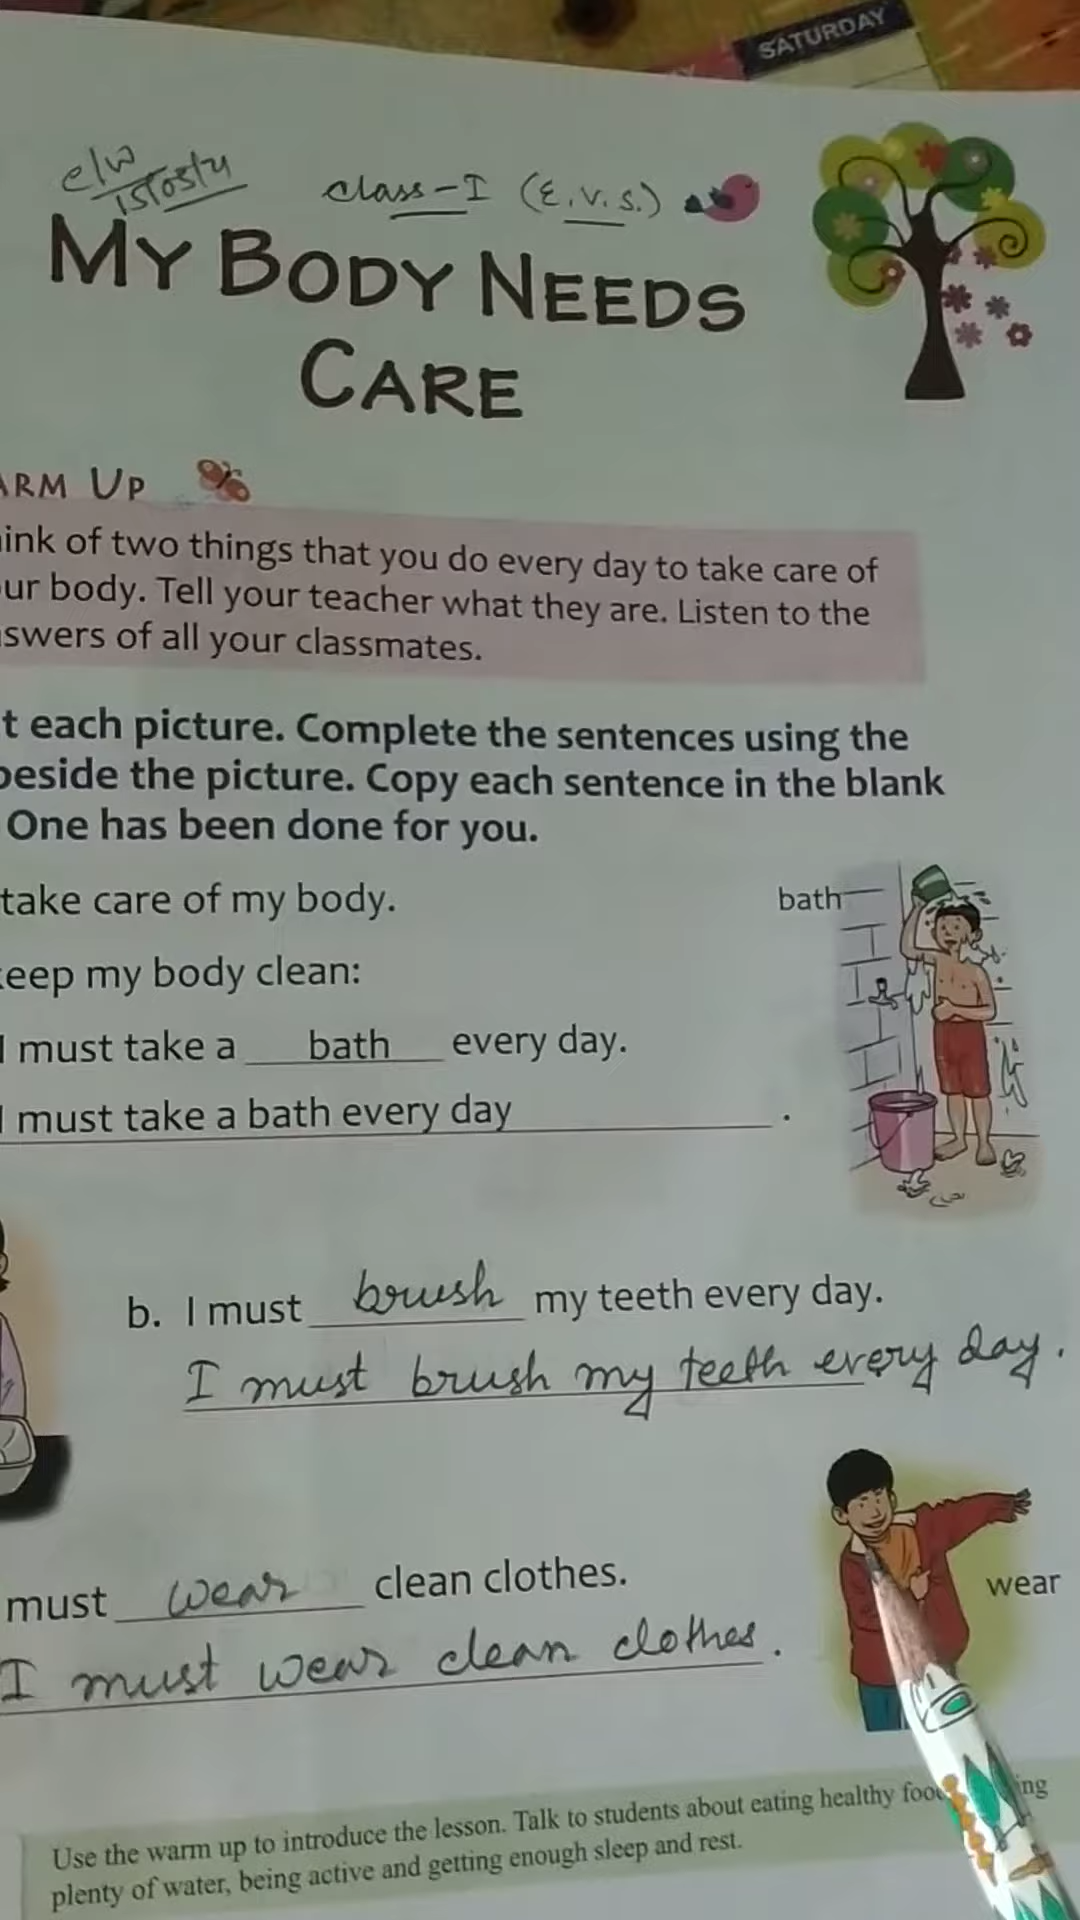 SATURDAY
c/w
15/05/21
class-I (E.V.S.)
MY BODY NEEDS
CARE
ARM UP
ink of two things that you do every day to take care of
ur body. Tell your teacher what they are. Listen to the
swers of all your classmates.
t each picture. Complete the sentences using the
beside the picture. Copy each sentence in the blank
One has been done for you.
take care of my body.
bath
eep my body clean:
I must take a bath every day.
I must take a bath every day .
b. I must brush my teeth every day.
I must brush my teeth every day.
must wear clean clothes.
wear
I must wear clean clothes.
Use the warm up to introduce the lesson. Talk to students about eating healthy foo ing
plenty of water, being active and getting enough sleep and rest.